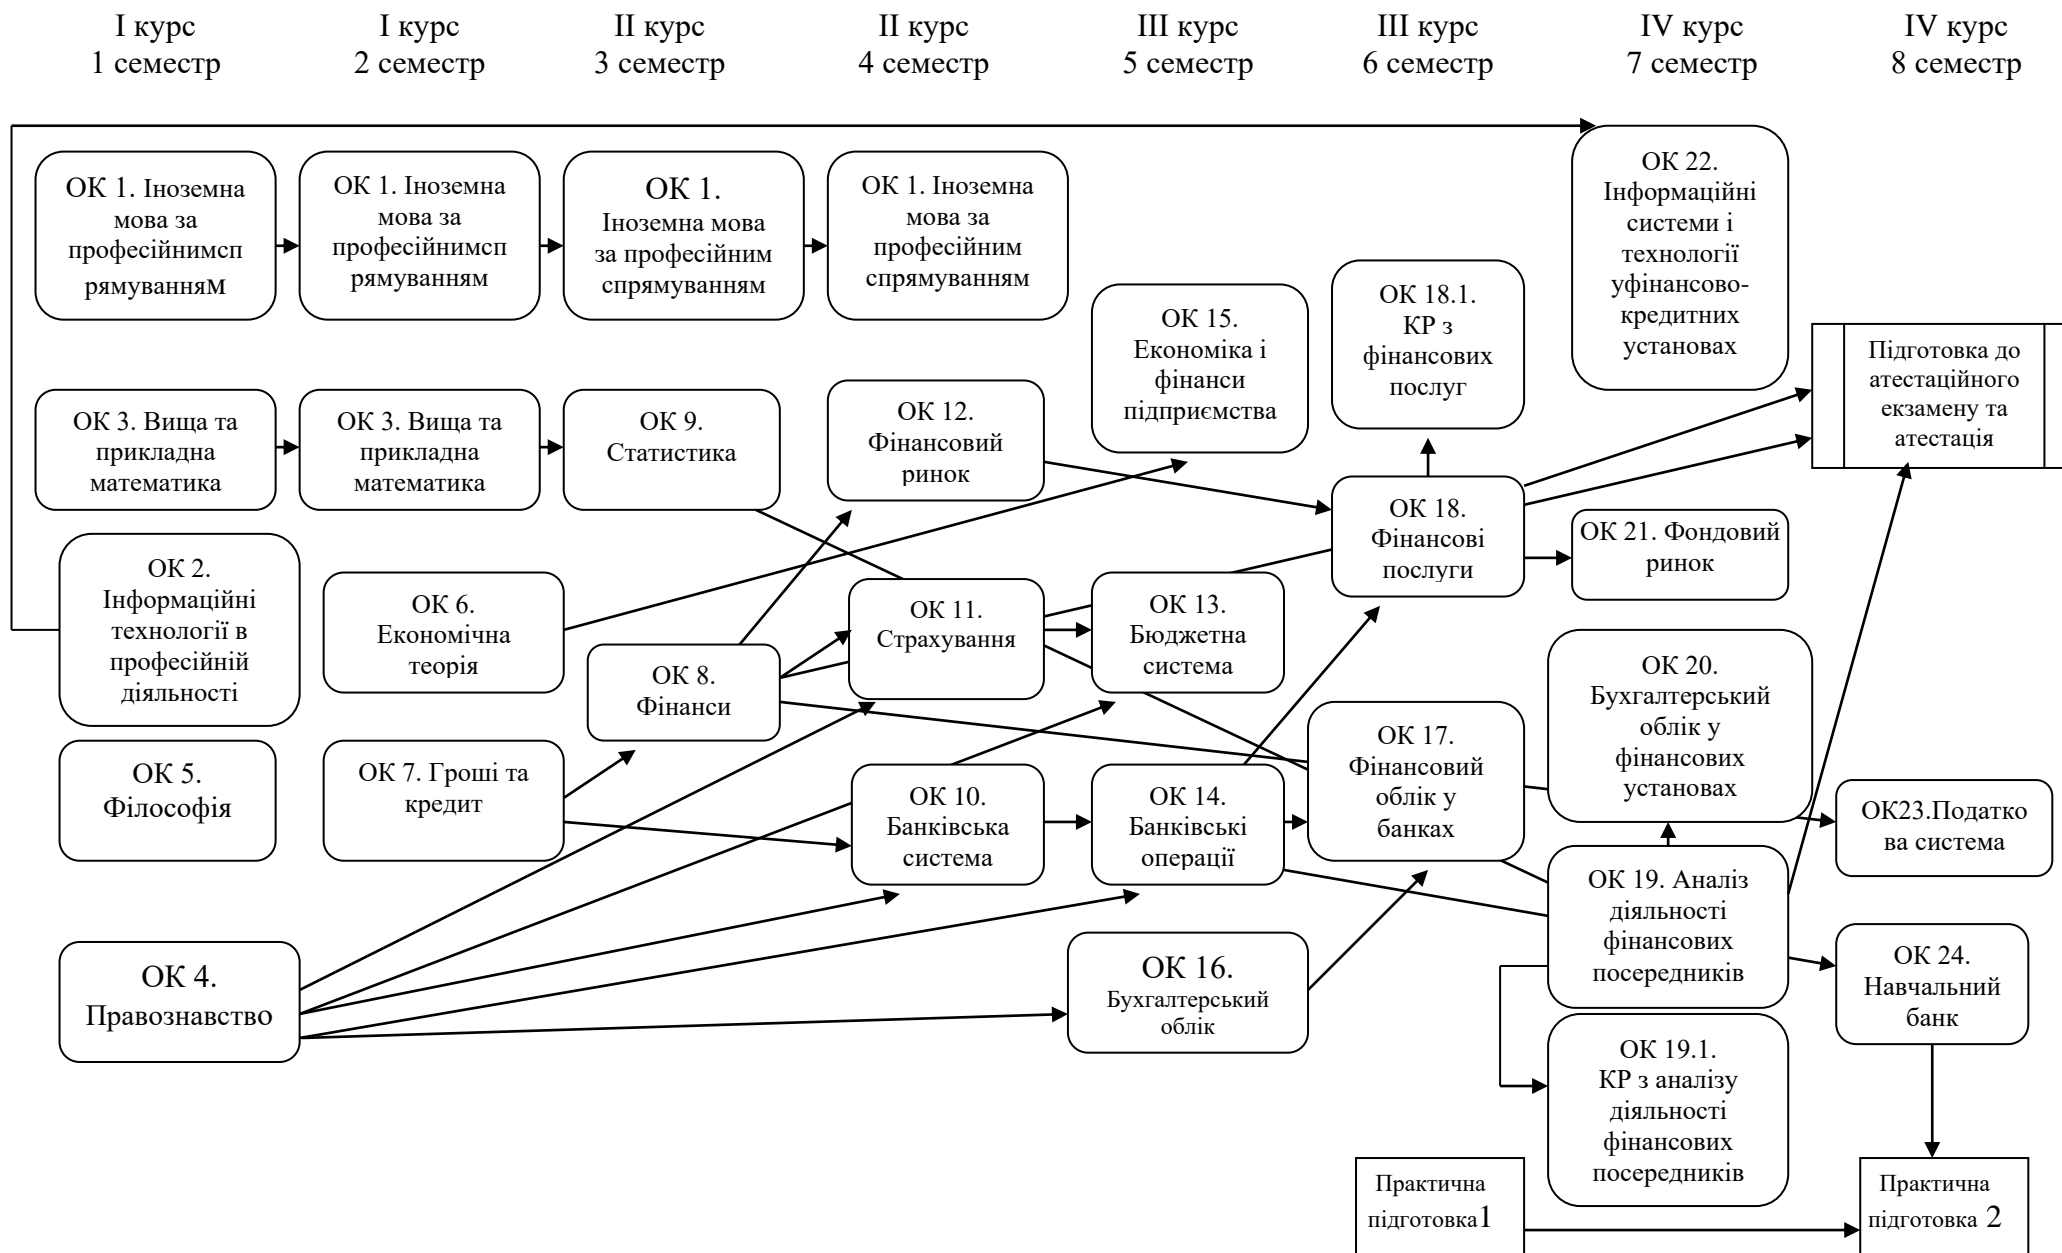 І курс
1 семестр
І курс
2 семестр
ІІ курс
3 семестр
ІІ курс
4 семестр
ІІІ курс
5 семестр
ІІІ курс
6 семестр
IV курс
7 семестр
IV курс
8 семестр
ОК 1. Іноземна
мова за
професійнимсп
рямуванням
ОК 1. Іноземна
мова за
професійнимсп
рямуванням
ОК 1.
Іноземна мова
за професійним
спрямуванням
ОК 1. Іноземна
мова за
професійним
спрямуванням
ОК 15.
Економіка і
фінанси
підприємства
ОК 18.1.
КР з
фінансових
послуг
ОК 22.
Інформаційні
системи і
технології
уфінансово-
кредитних
установах
Підготовка до
атестаційного
екзамену та
атестація
ОК 3. Вища та
прикладна
математика
ОК 3. Вища та
прикладна
математика
ОК 9.
Статистика
ОК 12.
Фінансовий
ринок
ОК 18.
Фінансові
послуги
ОК 21. Фондовий
ринок
ОК 2.
Інформаційні
технології в
професійній
діяльності
ОК 6.
Економічна
теорія
ОК 8.
Фінанси
ОК 11.
Страхування
ОК 13.
Бюджетна
система
ОК 20.
Бухгалтерський
облік у
фінансових
установах
ОК 5.
Філософія
ОК 7. Гроші та
кредит
ОК 10.
Банківська
система
ОК 14.
Банківські
операції
ОК 17.
Фінансовий
облік у
банках
ОК23.Податко
ва система
ОК 4.
Правознавство
ОК 16.
Бухгалтерський
облік
ОК 19. Аналіз
діяльності
фінансових
посередників
ОК 24.
Навчальний
банк
ОК 19.1.
КР з аналізу
діяльності
фінансових
посередників
Практична
підготовка1
Практична
підготовка 2